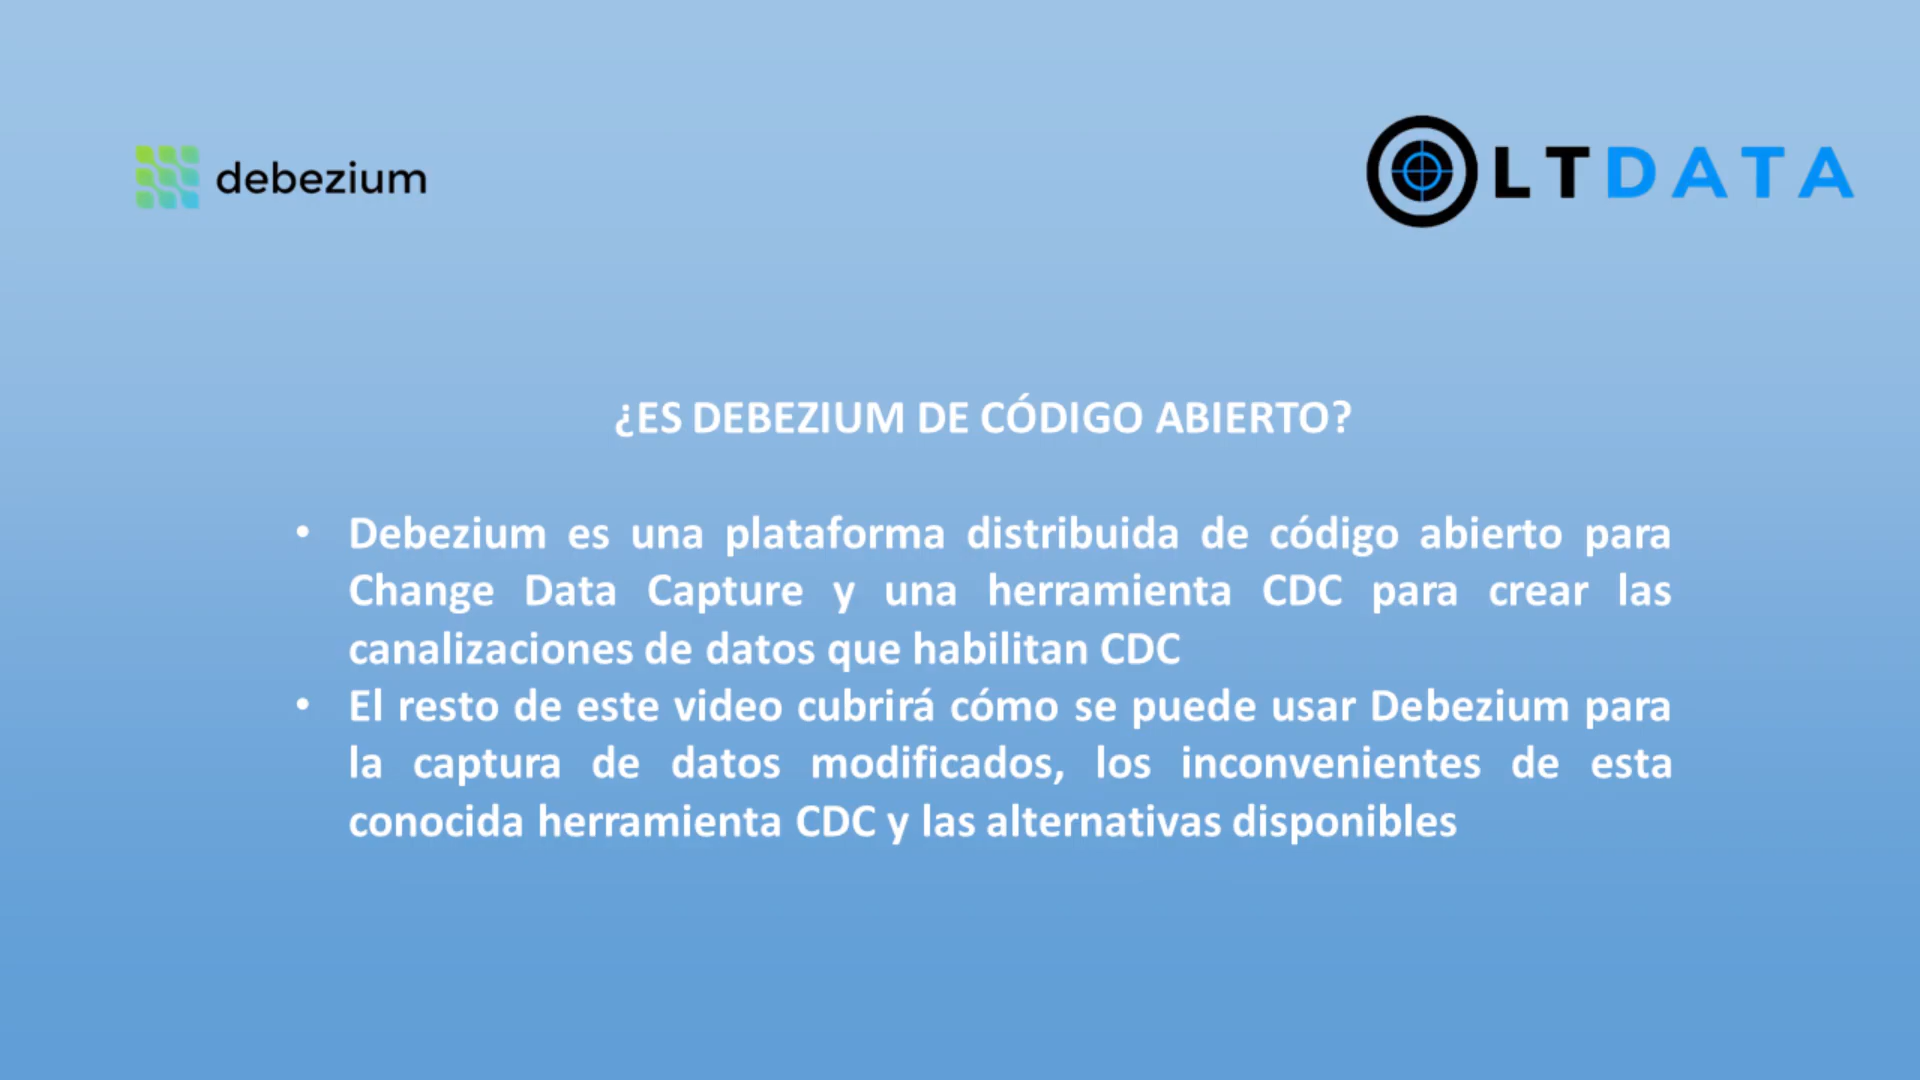 debezium
LTDATA
¿ES DEBEZIUM DE CÓDIGO ABIERTO?
• Debezium es una plataforma distribuida de código abierto para
Change Data Capture y una herramienta CDC para crear las
canalizaciones de datos que habilitan CDC
• El resto de este video cubrirá cómo se puede usar Debezium para
la captura de datos modificados, los inconvenientes de esta
conocida herramienta CDC y las alternativas disponibles